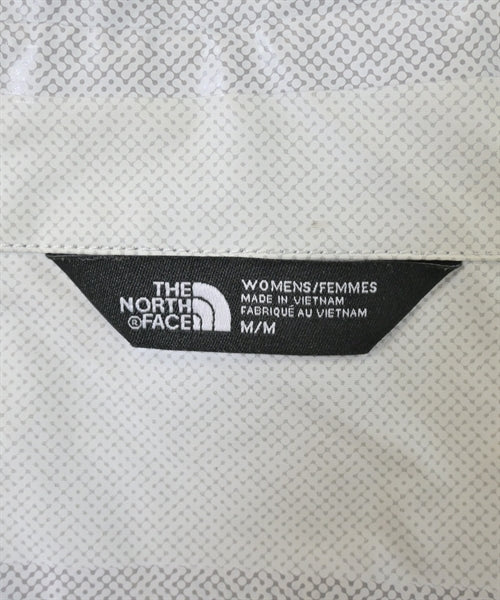 THE
NORTH
®FACE
WOMENS/FEMMES
MADE IN VIETNAM
FABRIQUÉ AU VIETNAM
M/M